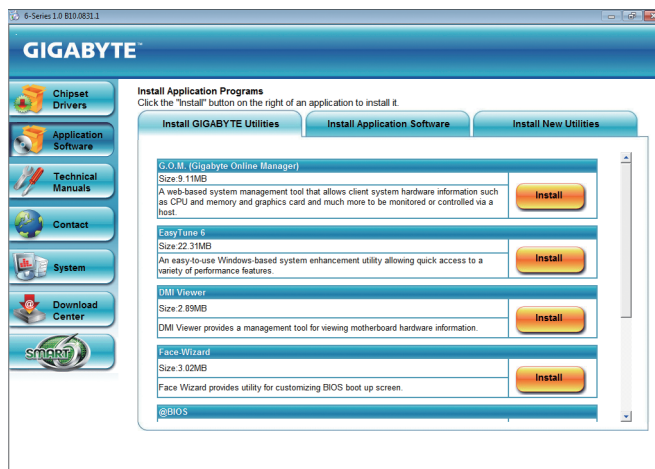 6-Series 1.0 B10.0831.1
GIGABYTE™
Chipset
Drivers
Application
Software
Technical
Manuals
Contact
System
Download
Center
SMART
Install Application Programs
Click the "Install" button on the right of an application to install it.
Install GIGABYTE Utilities
Install Application Software
Install New Utilities
G.O.M. (Gigabyte Online Manager)
Size:9.11MB
A web-based system management tool that allows client system hardware information such
as CPU and memory and graphics card and much more to be monitored or controlled via a
host.
Install
EasyTune 6
Size:22.31MB
An easy-to-use Windows-based system enhancement utility allowing quick access to a
variety of performance features.
Install
DMI Viewer
Size:2.89MB
DMI Viewer provides a management tool for viewing motherboard hardware information.
Install
Face-Wizard
Size:3.02MB
Face Wizard provides utility for customizing BIOS boot up screen.
Install
@BIOS